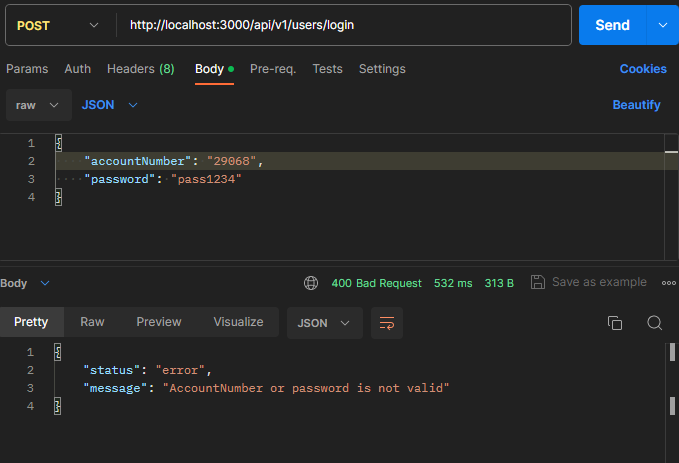 POST http://localhost:3000/api/v1/users/login Send
Params Auth Headers (8) Body Pre-req. Tests Settings Cookies
raw JSON Beautify
1 {
2 "accountNumber": "29068",
3 "password": "pass1234"
4 }
Body 400 Bad Request 532 ms 313 B Save as example
Pretty Raw Preview Visualize JSON
1 {
2 "status": "error",
3 "message": "AccountNumber or password is not valid"
4 }